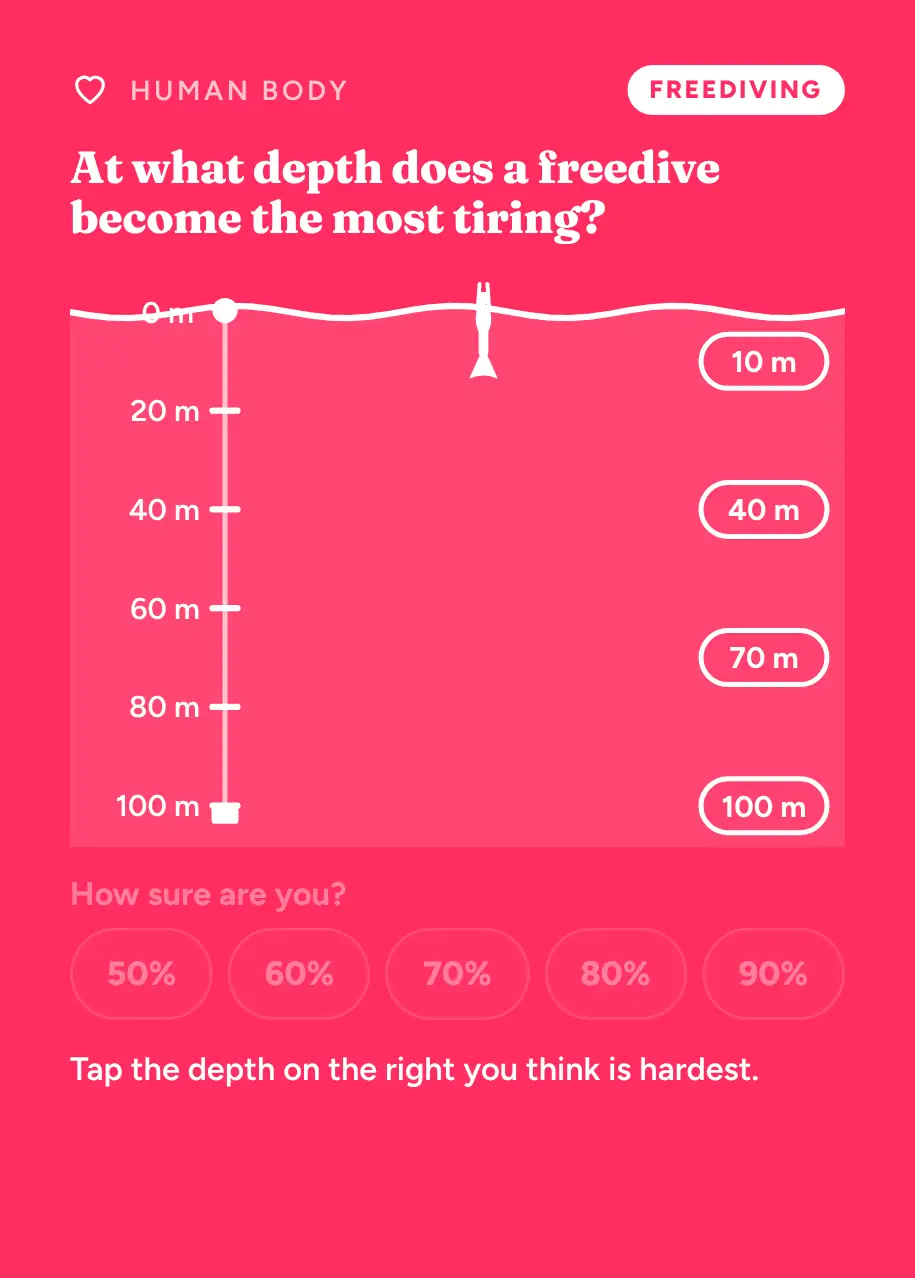 HUMAN BODY
FREEDIVING
At what depth does a freedive
become the most tiring?
0 m
10 m
20 m
40 m
40 m
60 m
70 m
80 m
100 m
100 m
How sure are you?
50% 60% 70% 80% 90%
Tap the depth on the right you think is hardest.